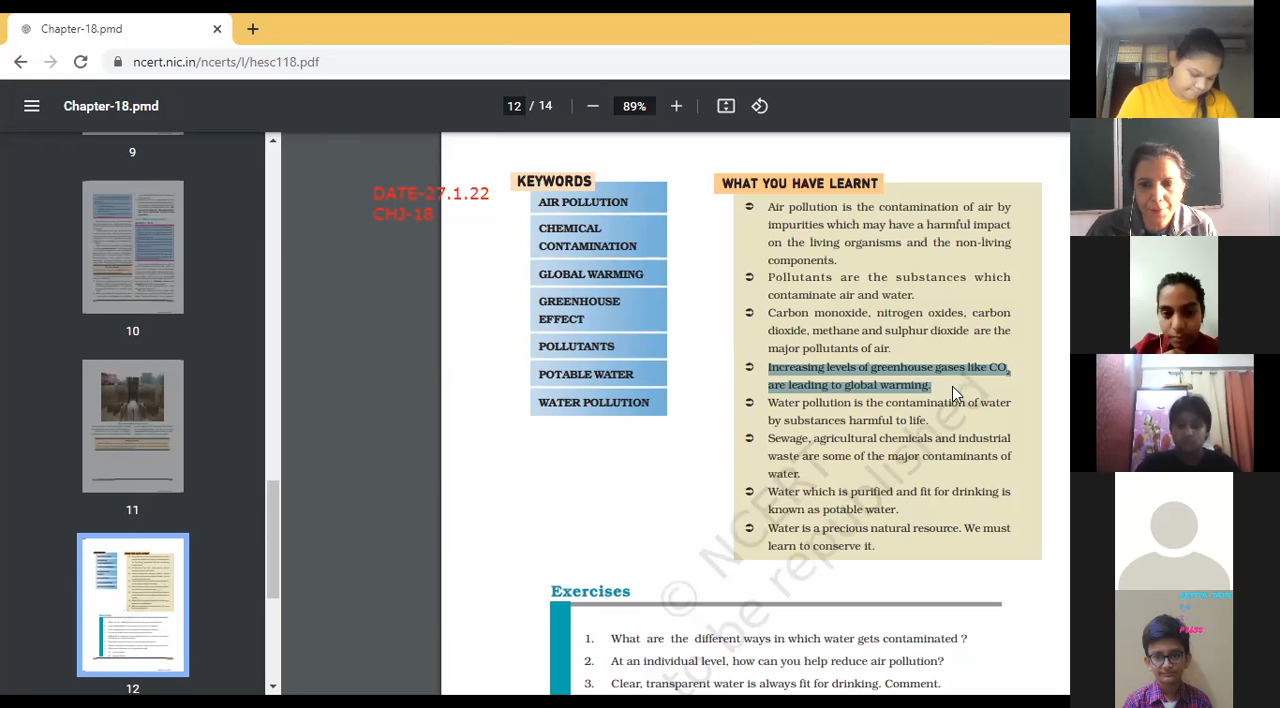 Chapter-18.pmd
ncert.nic.in/ncerts/l/hesc118.pdf
Chapter-18.pmd
12 / 14
89%
9
10
11
12
DATE-27.1.22
CHJ-18
KEYWORDS
AIR POLLUTION
CHEMICAL
CONTAMINATION
GLOBAL WARMING
GREENHOUSE
EFFECT
POLLUTANTS
POTABLE WATER
WATER POLLUTION
WHAT YOU HAVE LEARNT
Air pollution is the contamination of air by
impurities which may have a harmful impact
on the living organisms and the non-living
components.
Pollutants are the substances which
contaminate air and water.
Carbon monoxide, nitrogen oxides, carbon
dioxide, methane and sulphur dioxide are the
major pollutants of air.
Increasing levels of greenhouse gases like CO₂
are leading to global warming.
Water pollution is the contamination of water
by substances harmful to life.
Sewage, agricultural chemicals and industrial
waste are some of the major contaminants of
water.
Water which is purified and fit for drinking is
known as potable water.
Water is a precious natural resource. We must
learn to conserve it.
© NCERT
to be republished
Exercises
1. What are the different ways in which water gets contaminated ?
2. At an individual level, how can you help reduce air pollution?
3. Clear, transparent water is always fit for drinking. Comment.